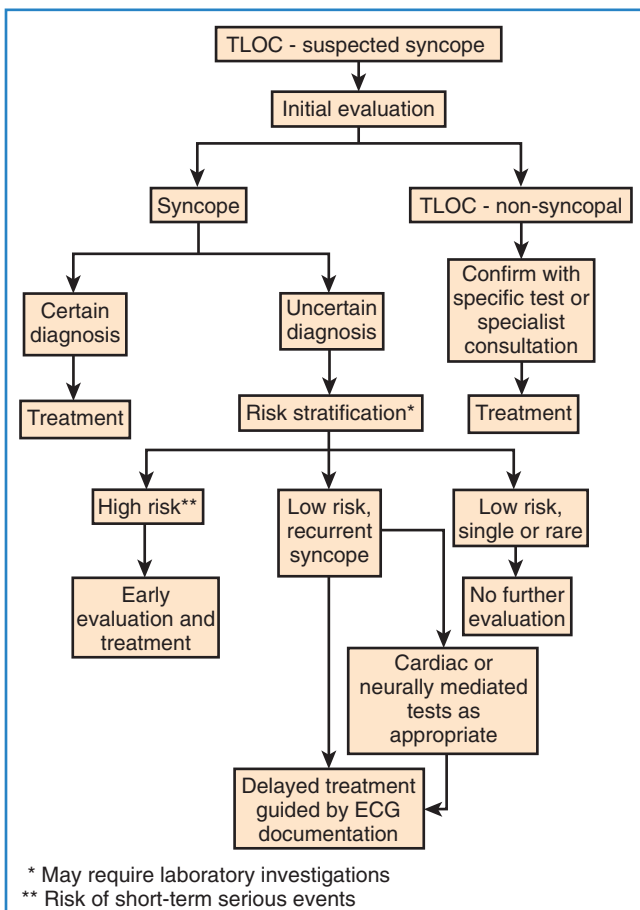 TLOC - suspected syncope
Initial evaluation
Syncope
TLOC - non-syncopal
Certain
diagnosis
Uncertain
diagnosis
Confirm with
specific test or
specialist
consultation
Treatment
Risk stratification*
Treatment
High risk**
Low risk,
recurrent
syncope
Low risk,
single or rare
Early
evaluation and
treatment
No further
evaluation
Cardiac or
neurally mediated
tests as
appropriate
Delayed treatment
guided by ECG
documentation
* May require laboratory investigations
** Risk of short-term serious events